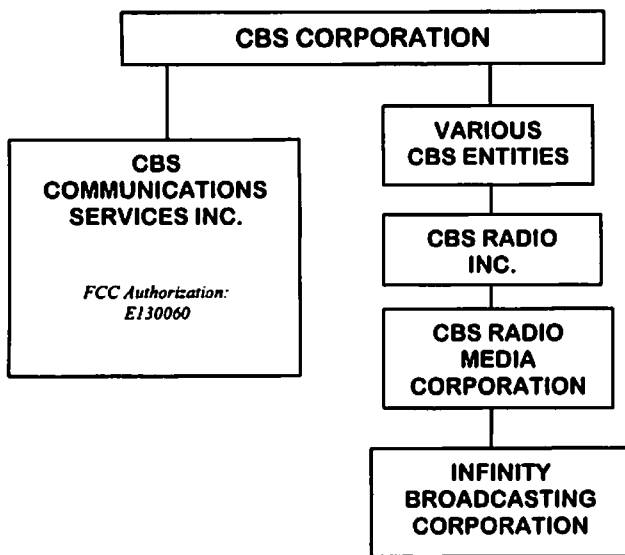 CBS CORPORATION
CBS
COMMUNICATIONS
SERVICES INC.
FCC Authorization:
E130060
VARIOUS
CBS ENTITIES
CBS RADIO
INC.
CBS RADIO
MEDIA
CORPORATION
INFINITY
BROADCASTING
CORPORATION